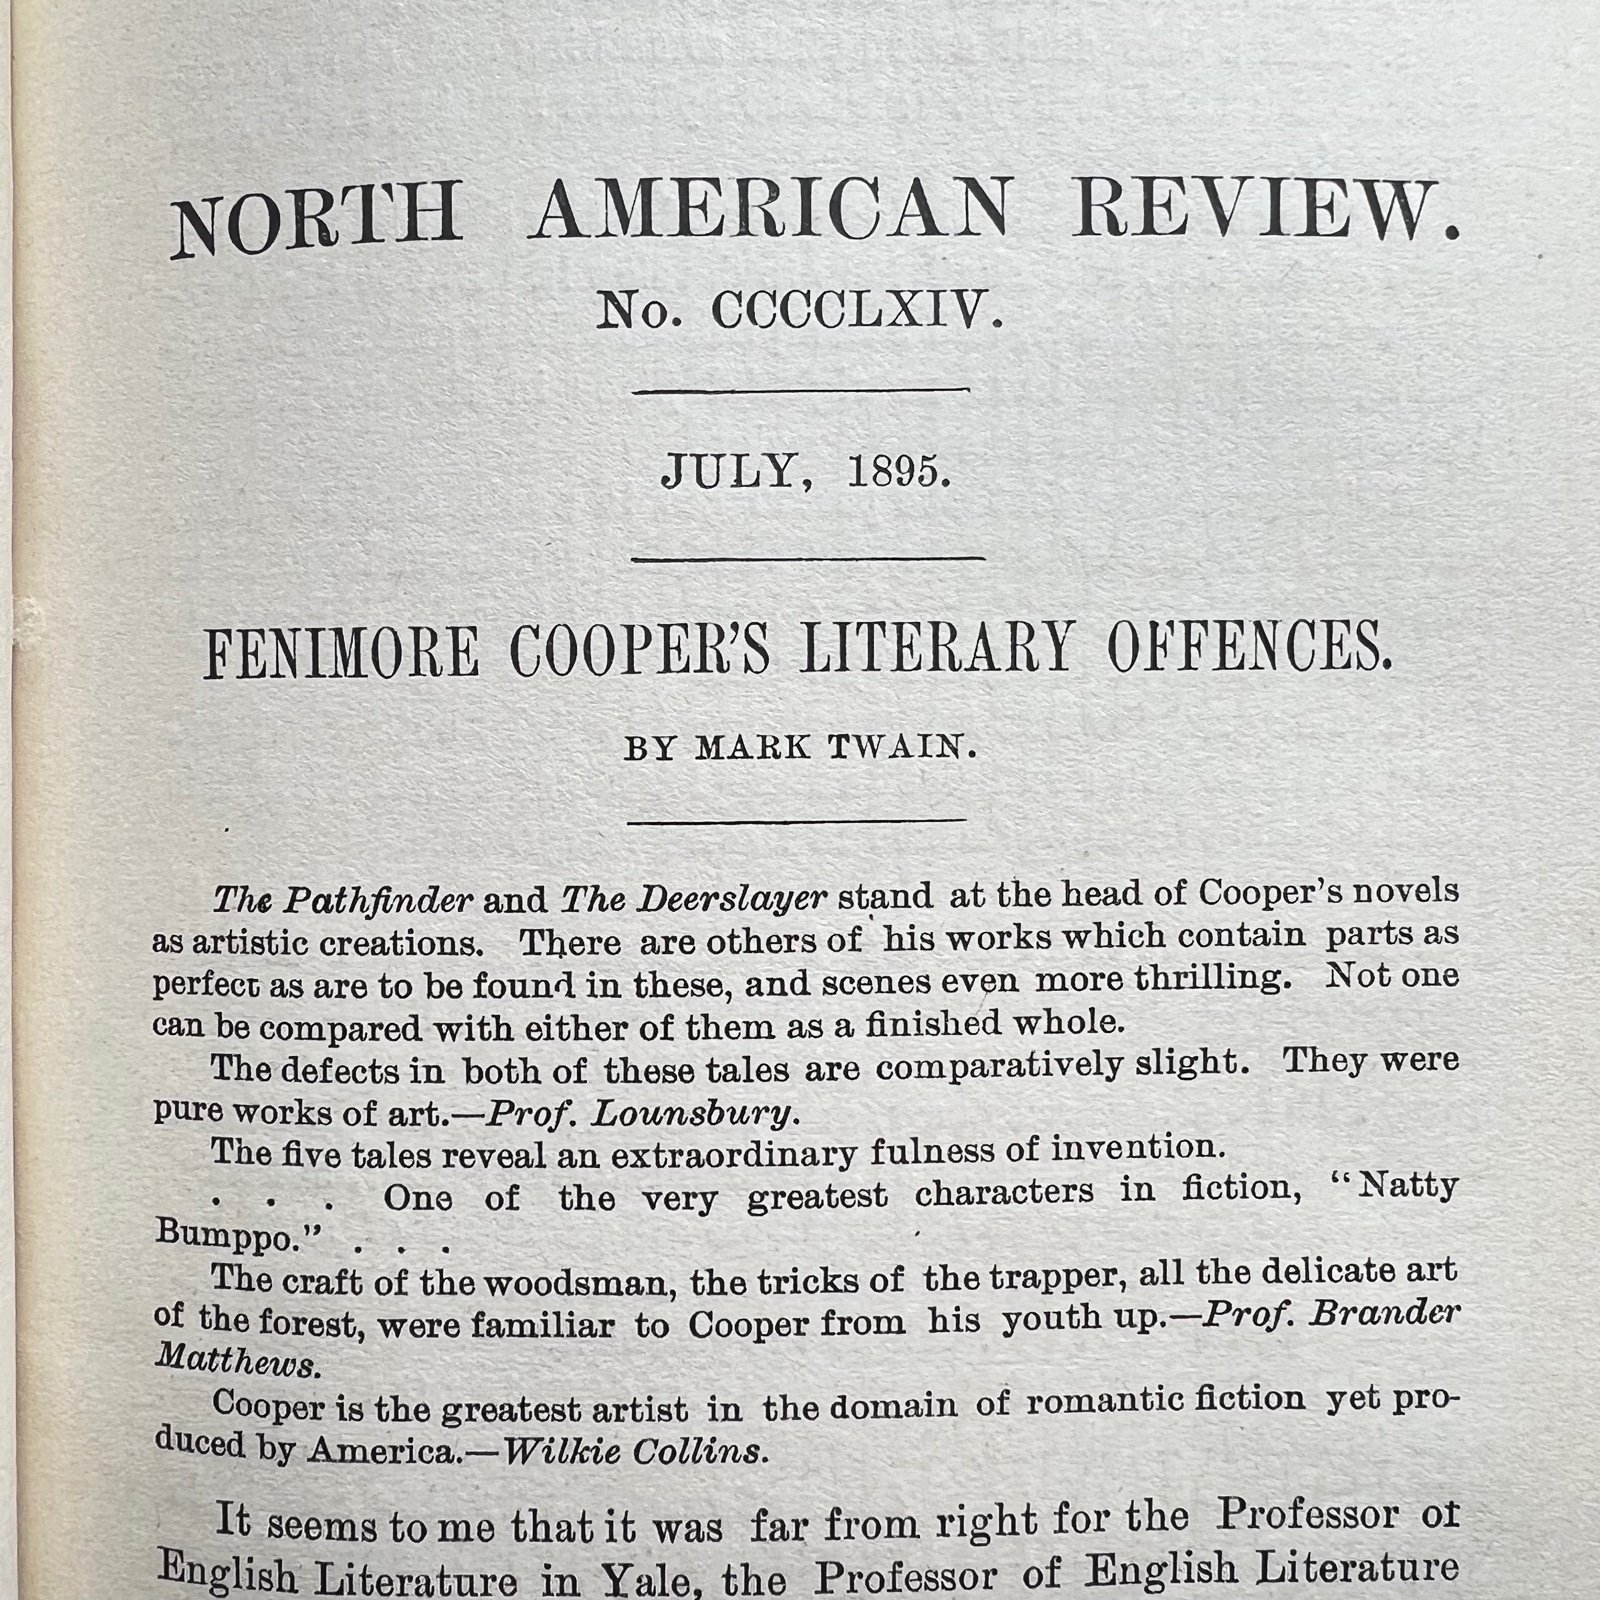 NORTH AMERICAN REVIEW.
No. CCCCLXIV.
JULY, 1895.
FENIMORE COOPER'S LITERARY OFFENCES.
BY MARK TWAIN.
The Pathfinder and The Deerslayer stand at the head of Cooper's novels
as artistic creations. There are others of his works which contain parts as
perfect as are to be found in these, and scenes even more thrilling. Not one
can be compared with either of them as a finished whole.
The defects in both of these tales are comparatively slight. They were
pure works of art.—Prof. Lounsbury.
The five tales reveal an extraordinary fulness of invention.
. . . One of the very greatest characters in fiction, “Natty
Bumppo.” . . .
The craft of the woodsman, the tricks of the trapper, all the delicate art
of the forest, were familiar to Cooper from his youth up.—Prof. Brander
Matthews.
Cooper is the greatest artist in the domain of romantic fiction yet pro-
duced by America.—Wilkie Collins.
It seems to me that it was far from right for the Professor of
English Literature in Yale, the Professor of English Literature